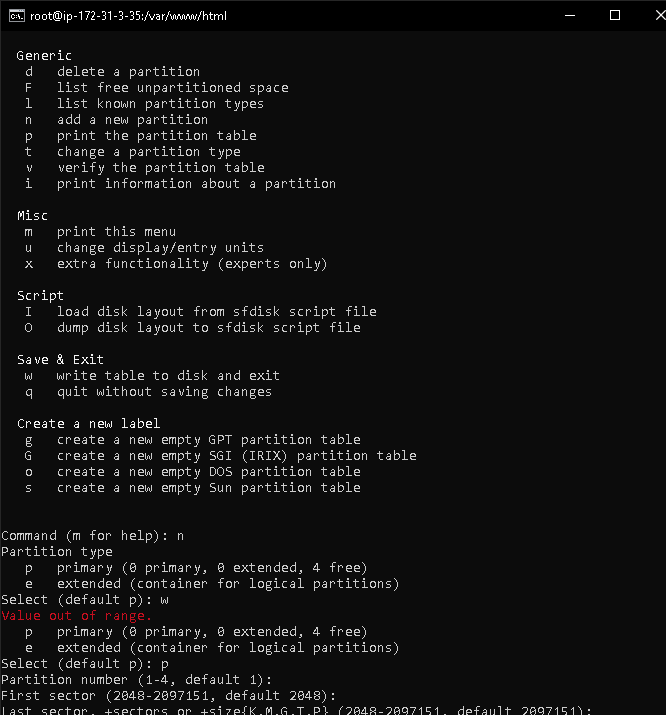 root@ip-172-31-3-35:/var/www/html
Generic
d delete a partition
F list free unpartitioned space
l list known partition types
n add a new partition
p print the partition table
t change a partition type
v verify the partition table
i print information about a partition
Misc
m print this menu
u change display/entry units
x extra functionality (experts only)
Script
I load disk layout from sfdisk script file
O dump disk layout to sfdisk script file
Save & Exit
w write table to disk and exit
q quit without saving changes
Create a new label
g create a new empty GPT partition table
G create a new empty SGI (IRIX) partition table
o create a new empty DOS partition table
s create a new empty Sun partition table
Command (m for help): n
Partition type
p primary (0 primary, 0 extended, 4 free)
e extended (container for logical partitions)
Select (default p): w
Value out of range.
p primary (0 primary, 0 extended, 4 free)
e extended (container for logical partitions)
Select (default p): p
Partition number (1-4, default 1):
First sector (2048-2097151, default 2048):
Last sector, +sectors or +size{K,M,G,T,P} (2048-2097151, default 2097151):